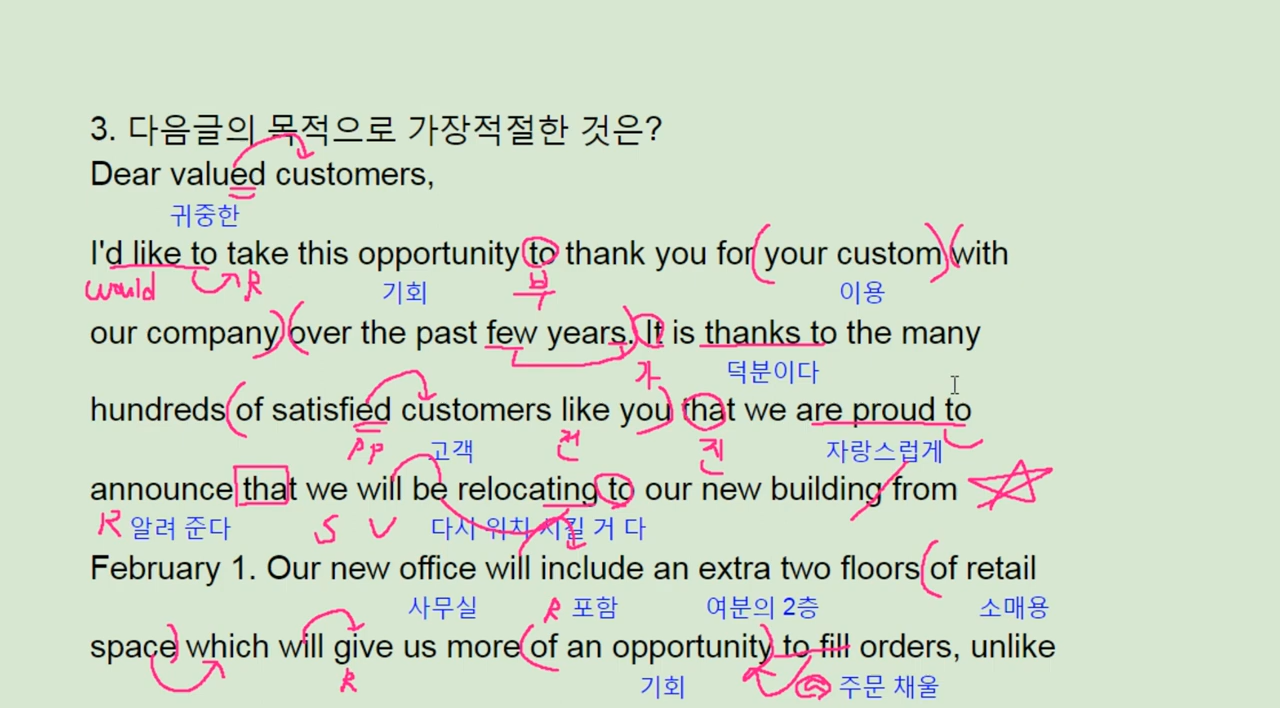 3. 다음글의 목적으로 가장적절한 것은?
Dear valued customers,
귀중한
I'd like to take this opportunity to thank you for your custom with
would R 기회 부 이용
our company over the past few years. It is thanks to the many
가 덕분이다
hundreds of satisfied customers like you that we are proud to
PP 고객 전 진 자랑스럽게
announce that we will be relocating to our new building from
R 알려 준다 S V 다시 위치 시킬 거 다
February 1. Our new office will include an extra two floors of retail
사무실 R 포함 여분의 2층 소매용
space which will give us more of an opportunity to fill orders, unlike
R 기회 주문 채울